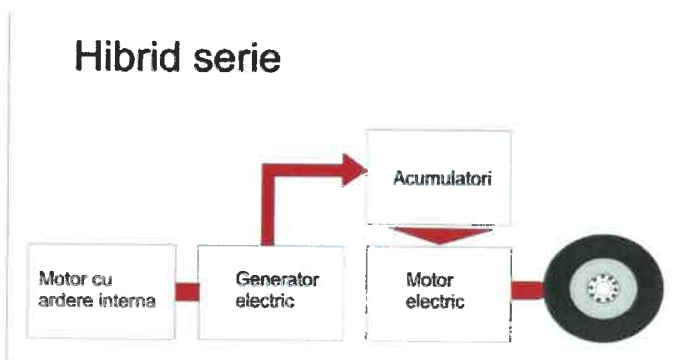 Hibrid serie
Acumulatori
Motor cu
ardere interna
Generator
electric
Motor
electric